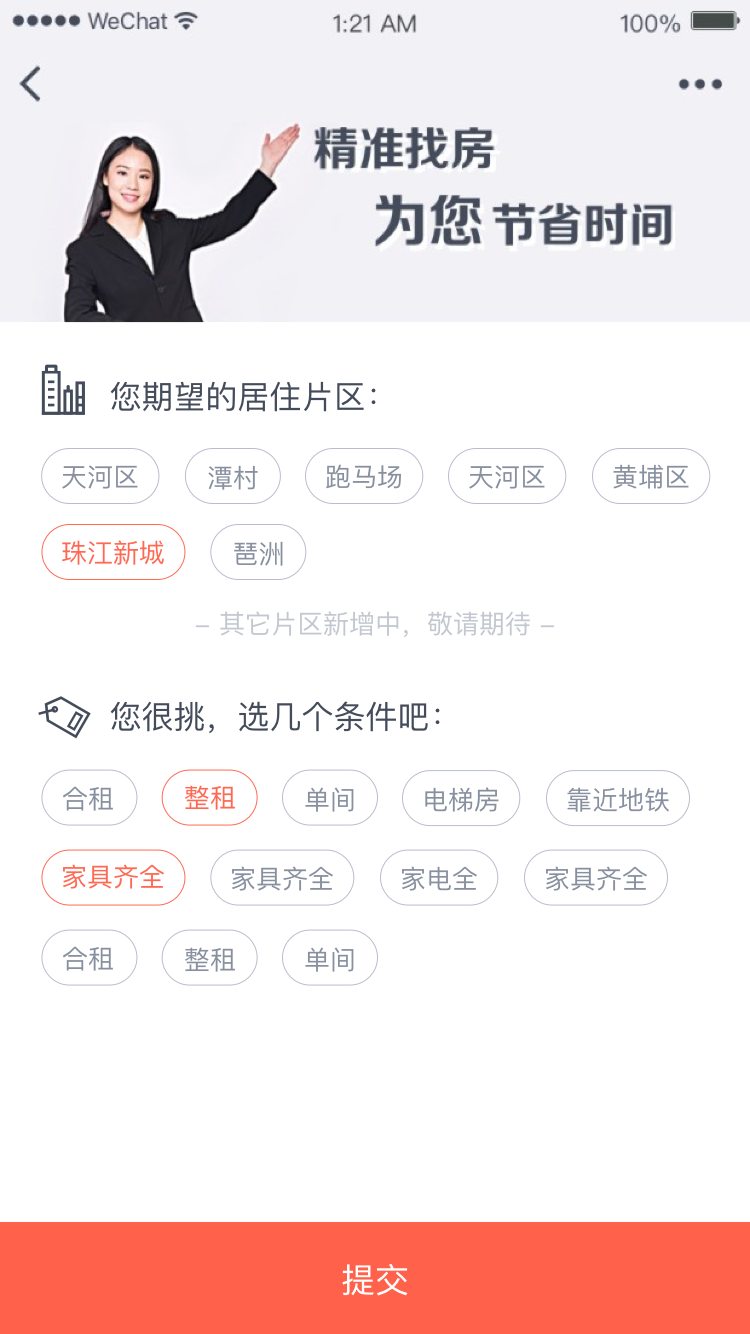 WeChat 1:21 AM 100%
精准找房
为您节省时间
您期望的居住片区：
天河区 潭村 跑马场 天河区 黄埔区
珠江新城 琶洲
– 其它片区新增中，敬请期待 –
您很挑，选几个条件吧：
合租 整租 单间 电梯房 靠近地铁
家具齐全 家具齐全 家电全 家具齐全
合租 整租 单间
提交